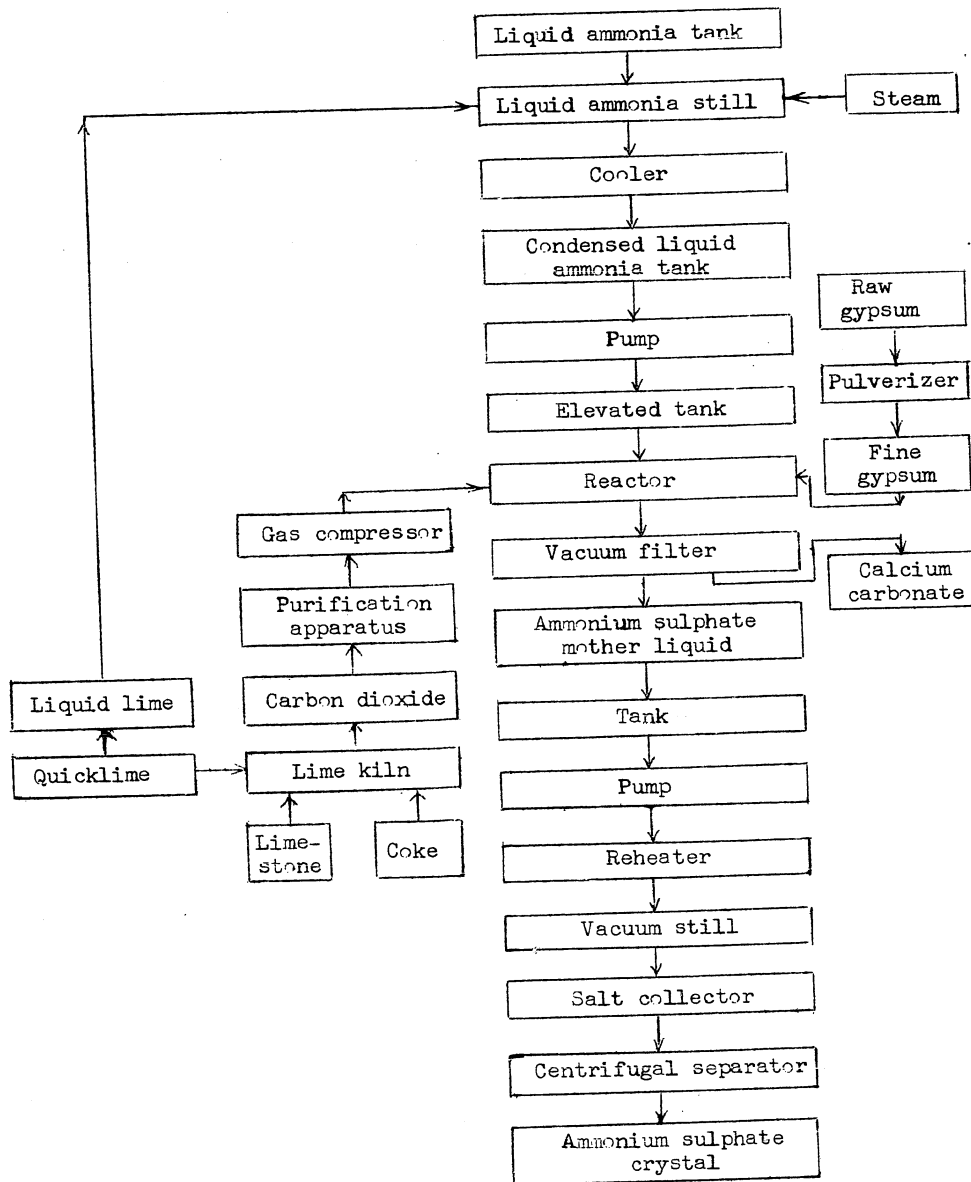 Liquid ammonia tank
Liquid ammonia still
Steam
Cooler
Condensed liquid
ammonia tank
Raw
gypsum
Pump
Pulverizer
Elevated tank
Fine
gypsum
Reactor
Gas compressor
Vacuum filter
Calcium
carbonate
Purification
apparatus
Ammonium sulphate
mother liquid
Liquid lime
Carbon dioxide
Tank
Quicklime
Lime kiln
Pump
Lime-
stone
Coke
Reheater
Vacuum still
Salt collector
Centrifugal separator
Ammonium sulphate
crystal